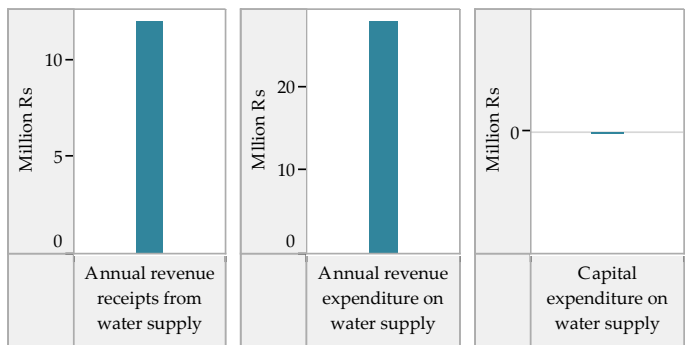 Million Rs
10
5
0
Annual revenue
receipts from
water supply
Mllion Rs
20
10
0
Annual revenue
expenditure on
water supply
Million Rs
0
Capital
expenditure on
water supply